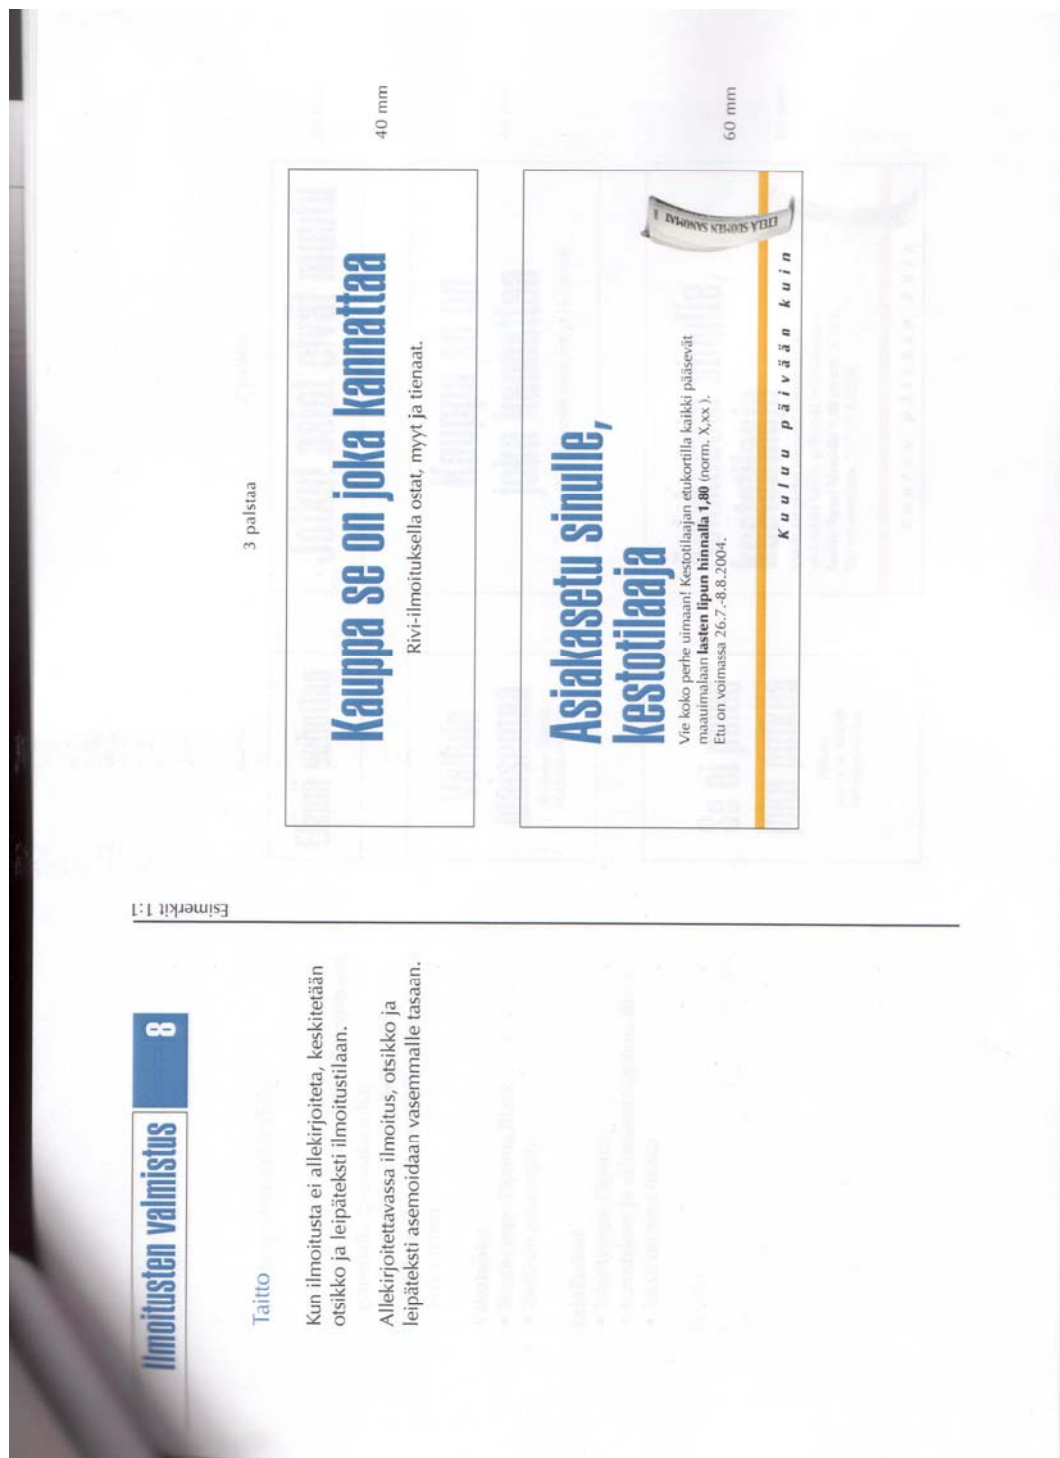 Ilmoitusten valmistus
8
Taitto
Kun ilmoitusta ei allekirjoiteta, keskitetään
otsikko ja leipäteksti ilmoitustilaan.
Allekirjoitettavassa ilmoitus, otsikko ja
leipäteksti asemoidaan vasemmalle tasaan.
Esimerkit 1:1
3 palstaa
Kauppa se on joka kannattaa
Rivi-ilmoituksella ostat, myyt ja tienaat.
40 mm
Asiakasetu sinulle,
kestotilaaja
Vie koko perhe uimaan! Kestotilaajan etukortilla kaikki pääsevät
maauimalaan lasten lipun hinnalla 1,80 (norm. X,xx ).
Etu on voimassa 26.7.-8.8.2004.
ETELÄ SUOMEN SANOMAT
Kuuluu päivään kuin
60 mm